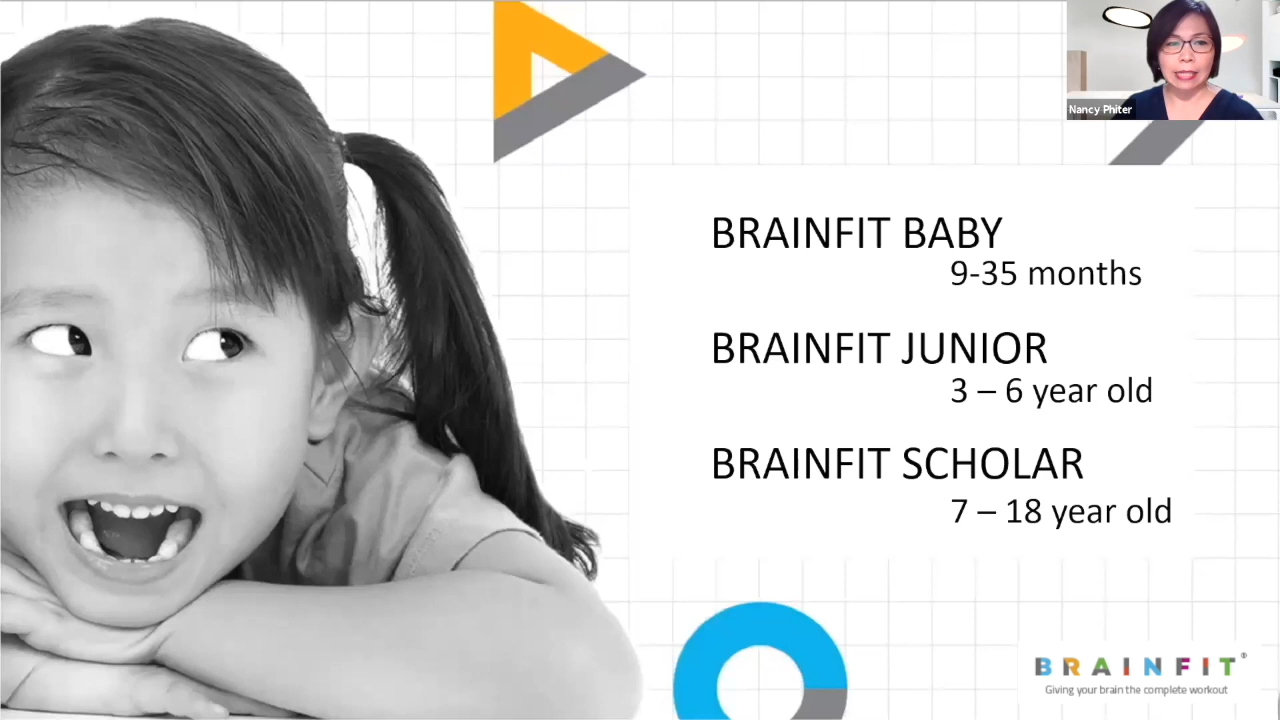 Nancy Phiter
BRAINFIT BABY
9-35 months
BRAINFIT JUNIOR
3 – 6 year old
BRAINFIT SCHOLAR
7 – 18 year old
BRAINFIT®
Giving your brain the complete workout